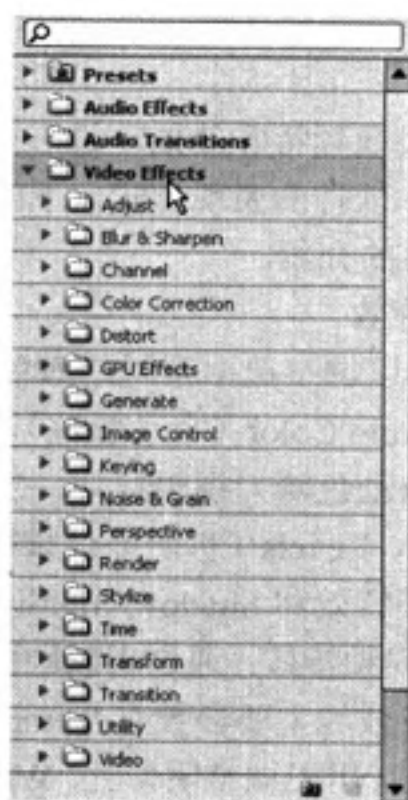 Presets
Audio Effects
Audio Transitions
Video Effects
Adjust
Blur & Sharpen
Channel
Color Correction
Distort
GPU Effects
Generate
Image Control
Keying
Noise & Grain
Perspective
Render
Stylize
Time
Transform
Transition
Utility
Video